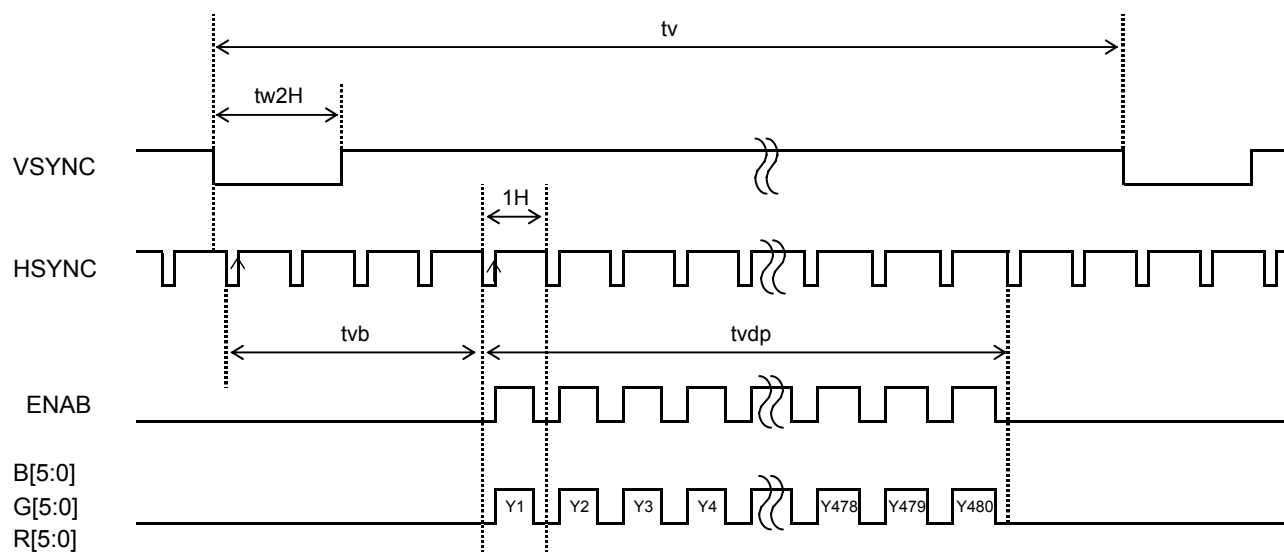 tv
tw2H
VSYNC
1H
HSYNC
tvb
tvdp
ENAB
B[5:0]
G[5:0]
R[5:0]
Y1 Y2 Y3 Y4 Y478 Y479 Y480